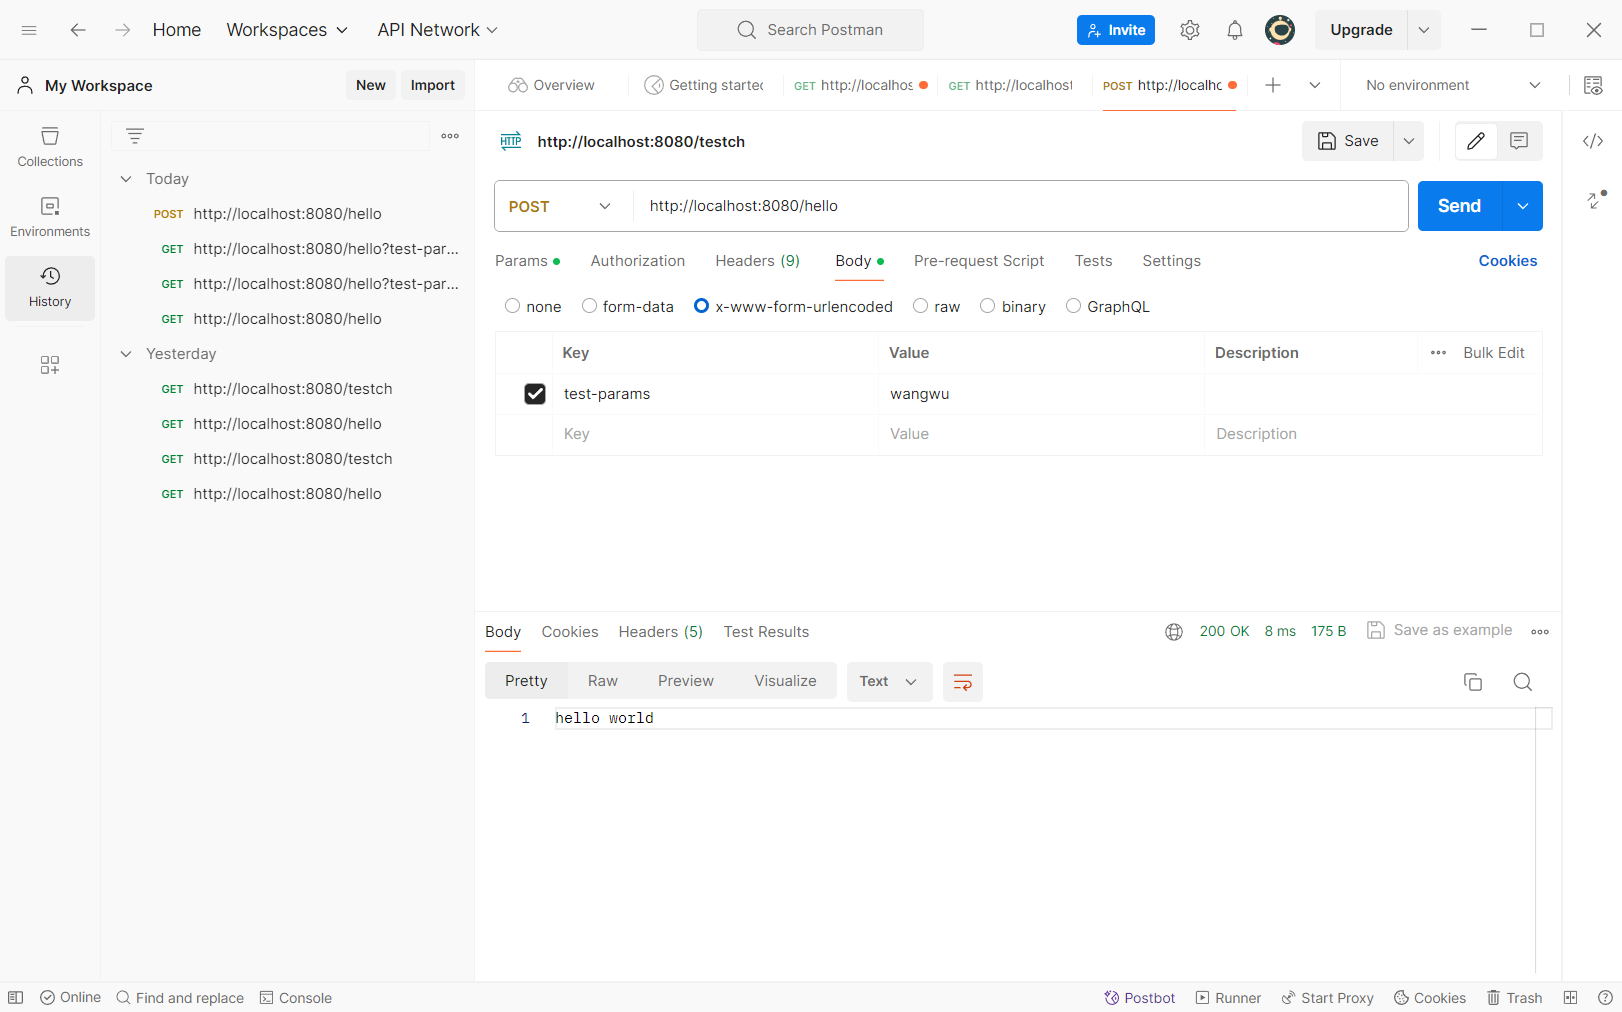 Home Workspaces API Network Search Postman Invite Upgrade
My Workspace New Import Overview Getting started GET http://localhos GET http://localhost POST http://localhc No environment
Collections
Environments
History
Today
POST http://localhost:8080/hello
GET http://localhost:8080/hello?test-par...
GET http://localhost:8080/hello?test-par...
GET http://localhost:8080/hello
Yesterday
GET http://localhost:8080/testch
GET http://localhost:8080/hello
GET http://localhost:8080/testch
GET http://localhost:8080/hello
HTTP http://localhost:8080/testch Save
POST http://localhost:8080/hello Send
Params Authorization Headers (9) Body Pre-request Script Tests Settings Cookies
none form-data x-www-form-urlencoded raw binary GraphQL
Key Value Description Bulk Edit
test-params wangwu
Key Value Description
Body Cookies Headers (5) Test Results 200 OK 8 ms 175 B Save as example
Pretty Raw Preview Visualize Text
1 hello world
Online Find and replace Console Postbot Runner Start Proxy Cookies Trash